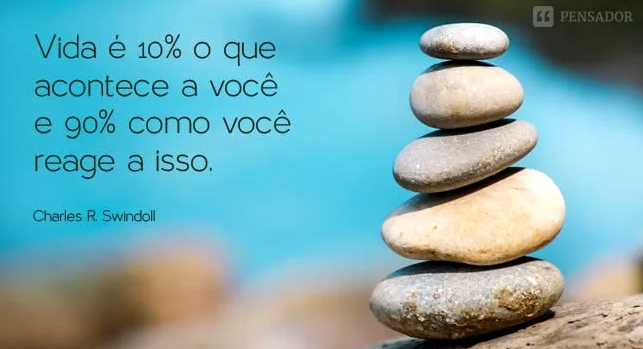 PENSADOR
Vida é 10% o que
acontece a você
e 90% como você
reage a isso.
Charles R. Swindoll